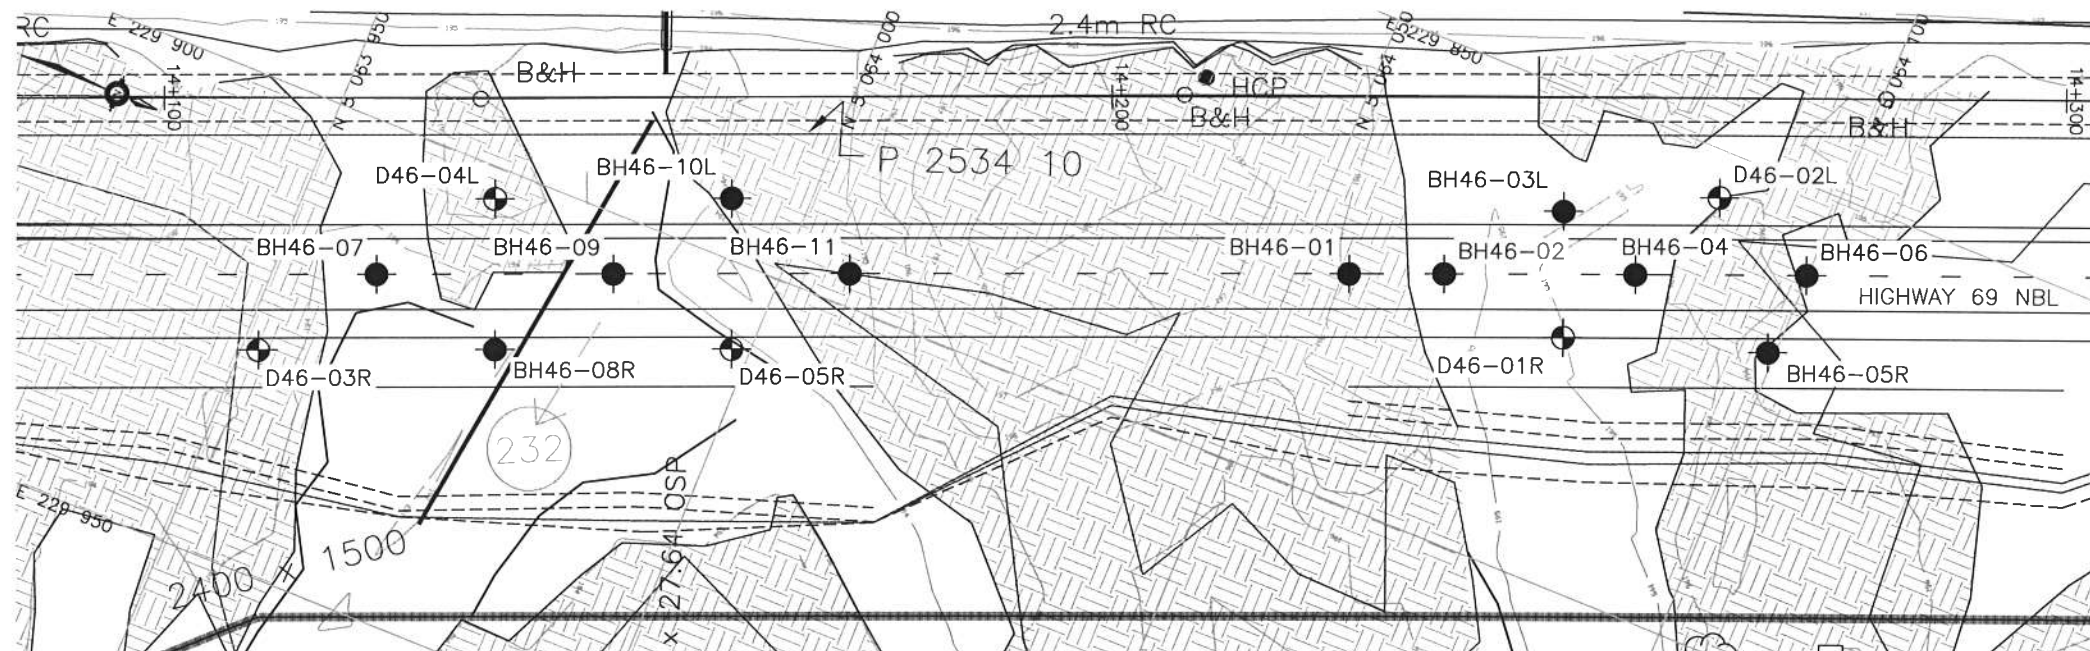 RC
E 229 900
N 5 063 950
N 5 064 000
2.4m RC
N 5 064 050
E 229 850
14+100
B&H
14+200
HCP
B&H
B&H
14+300
P 2534 10
D46-04L
BH46-10L
BH46-03L
D46-02L
BH46-07
BH46-09
BH46-11
BH46-01
BH46-02
BH46-04
BH46-06
HIGHWAY 69 NBL
D46-03R
BH46-08R
D46-05R
D46-01R
BH46-05R
232
E 229 950
1500
2400
x 27.64 OSP